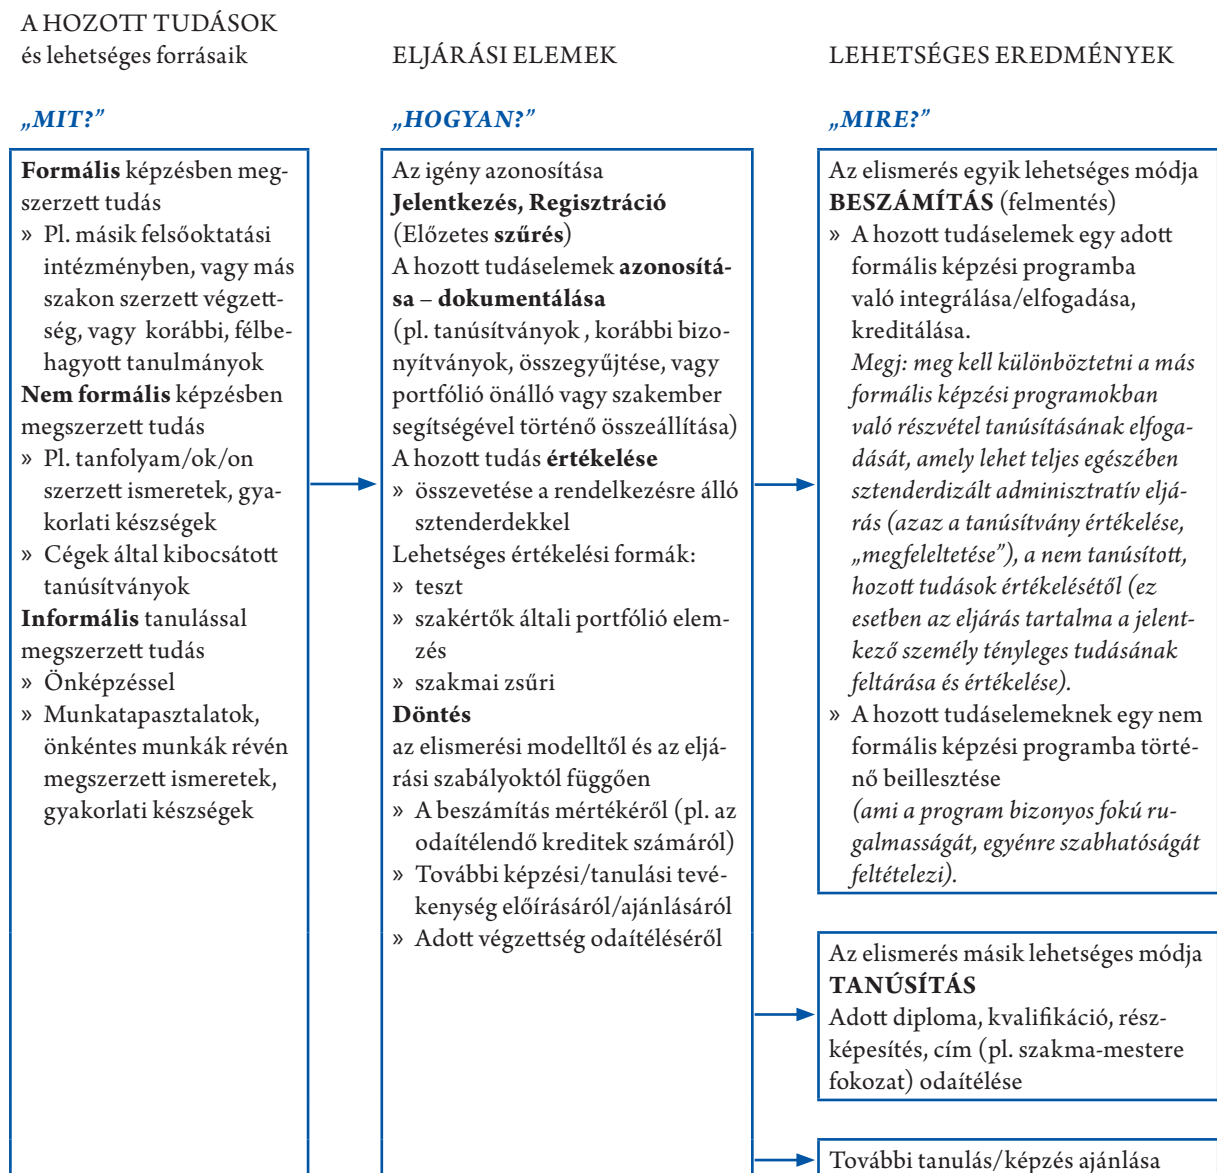 A HOZOTT TUDÁSOK
és lehetséges forrásaik
„MIT?”
Formális képzésben meg-
szerzett tudás
» Pl. másik felsőoktatási
intézményben, vagy más
szakon szerzett végzett-
ség, vagy korábbi, félbe-
hagyott tanulmányok
Nem formális képzésben
megszerzett tudás
» Pl. tanfolyam/ok/on
szerzett ismeretek, gya-
korlati készségek
» Cégek által kibocsátott
tanúsítványok
Informális tanulással
megszerzett tudás
» Önképzéssel
» Munkatapasztalatok,
önkéntes munkák révén
megszerzett ismeretek,
gyakorlati készségek
ELJÁRÁSI ELEMEK
„HOGYAN?”
Az igény azonosítása
Jelentkezés, Regisztráció
(Előzetes szűrés)
A hozott tudáselemek azonosítá-
sa – dokumentálása
(pl. tanúsítványok , korábbi bizo-
nyítványok, összegyűjtése, vagy
portfólió önálló vagy szakember
segítségével történő összeállítása)
A hozott tudás értékelése
» összevetése a rendelkezésre álló
sztenderdekkel
Lehetséges értékelési formák:
» teszt
» szakértők általi portfólió elem-
zés
» szakmai zsűri
Döntés
az elismerési modelltől és az eljá-
rási szabályoktól függően
» A beszámítás mértékéről (pl. az
odaítélendő kreditek számáról)
» További képzési/tanulási tevé-
kenység előírásáról/ajánlásáról
» Adott végzettség odaítéléséről
LEHETSÉGES EREDMÉNYEK
„MIRE?”
Az elismerés egyik lehetséges módja
BESZÁMÍTÁS (felmentés)
» A hozott tudáselemek egy adott
formális képzési programba
való integrálása/elfogadása,
kreditálása.
Megj: meg kell különböztetni a más
formális képzési programokban
való részvétel tanúsításának elfoga-
dását, amely lehet teljes egészében
sztenderdizált adminisztratív eljá-
rás (azaz a tanúsítvány értékelése,
„megfeleltetése”), a nem tanúsított,
hozott tudások értékelésétől (ez
esetben az eljárás tartalma a jelent-
kező személy tényleges tudásának
feltárása és értékelése).
» A hozott tudáselemeknek egy nem
formális képzési programba törté-
nő beillesztése
(ami a program bizonyos fokú ru-
galmasságát, egyénre szabhatóságát
feltételezi).
Az elismerés másik lehetséges módja
TANÚSÍTÁS
Adott diploma, kvalifikáció, rész-
képesítés, cím (pl. szakma-mestere
fokozat) odaítélése
További tanulás/képzés ajánlása